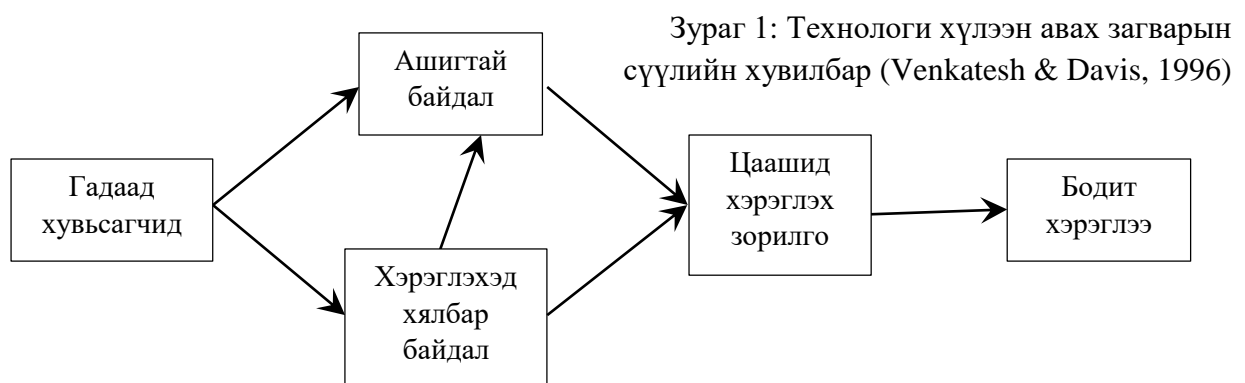 Зураг 1: Технологи хүлээн авах загварын
сүүлийн хувилбар (Venkatesh & Davis, 1996)
Ашигтай
байдал
Гадаад
хувьсагчид
Хэрэглэхэд
хялбар
байдал
Цаашид
хэрэглэх
зорилго
Бодит
хэрэглээ